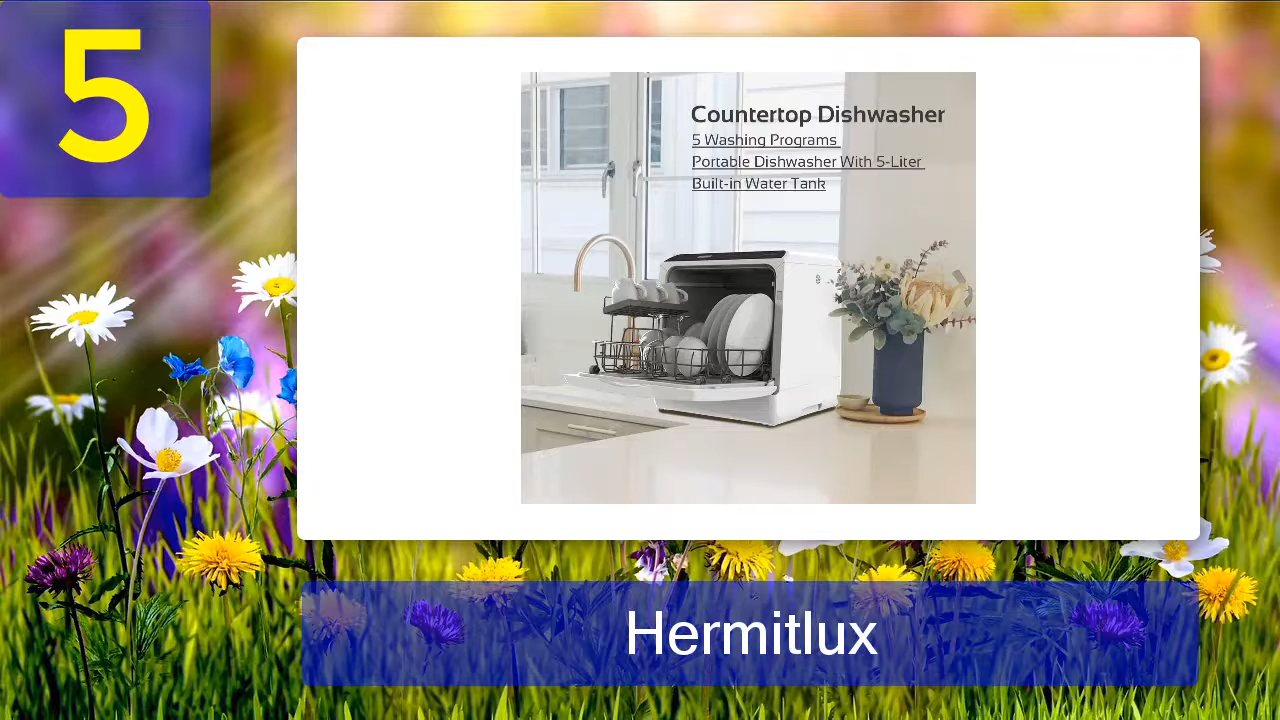 5
Countertop Dishwasher
5 Washing Programs
Portable Dishwasher With 5-Liter
Built-in Water Tank
Hermitlux